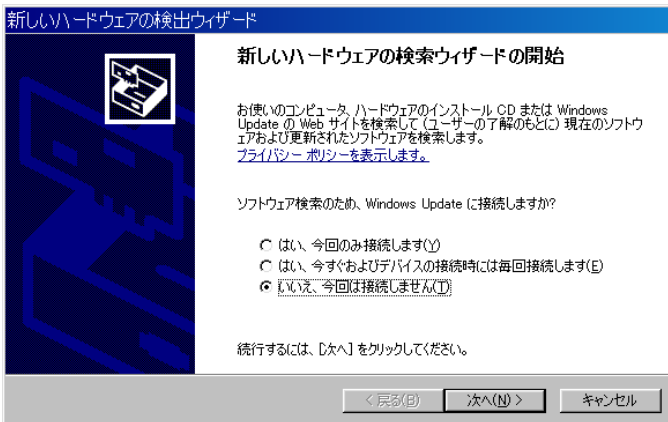 新しいハードウェアの検出ウィザード
新しいハードウェアの検索ウィザードの開始
お使いのコンピュータ、ハードウェアのインストール CD または Windows
Update の Web サイトを検索して (ユーザーの了解のもとに) 現在のソフトウ
ェアおよび更新されたソフトウェアを検索します。
プライバシー ポリシーを表示します。
ソフトウェア検索のため、Windows Update に接続しますか?
はい、今回のみ接続します(Y)
はい、今すぐおよびデバイスの接続時には毎回接続します(E)
いいえ、今回は接続しません(T)
続行するには、[次へ] をクリックしてください。
< 戻る(B) 次へ(N) > キャンセル